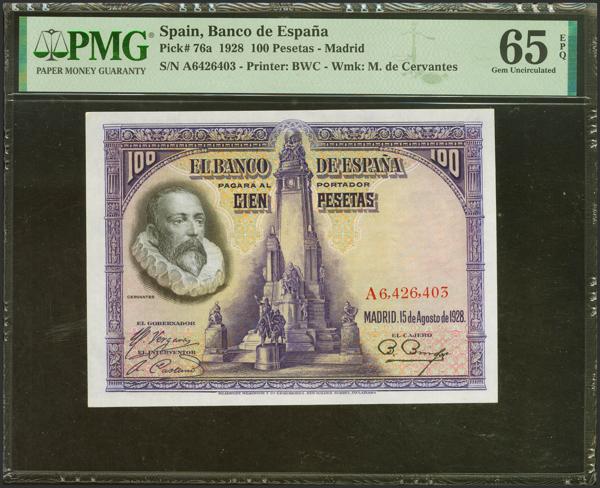 PMG
PAPER MONEY GUARANTY
Spain, Banco de España
Pick# 76a 1928 100 Pesetas - Madrid
S/N A6426403 - Printer: BWC - Wmk: M. de Cervantes
65 EPQ
Gem Uncirculated
100 100
EL BANCO DE ESPAÑA
PAGARÁ AL PORTADOR
CIEN PESETAS
CERVANTES
A6,426,403
MADRID, 15 de Agosto de 1928.
EL GOBERNADOR
EL CAJERO
EL INTERVENTOR